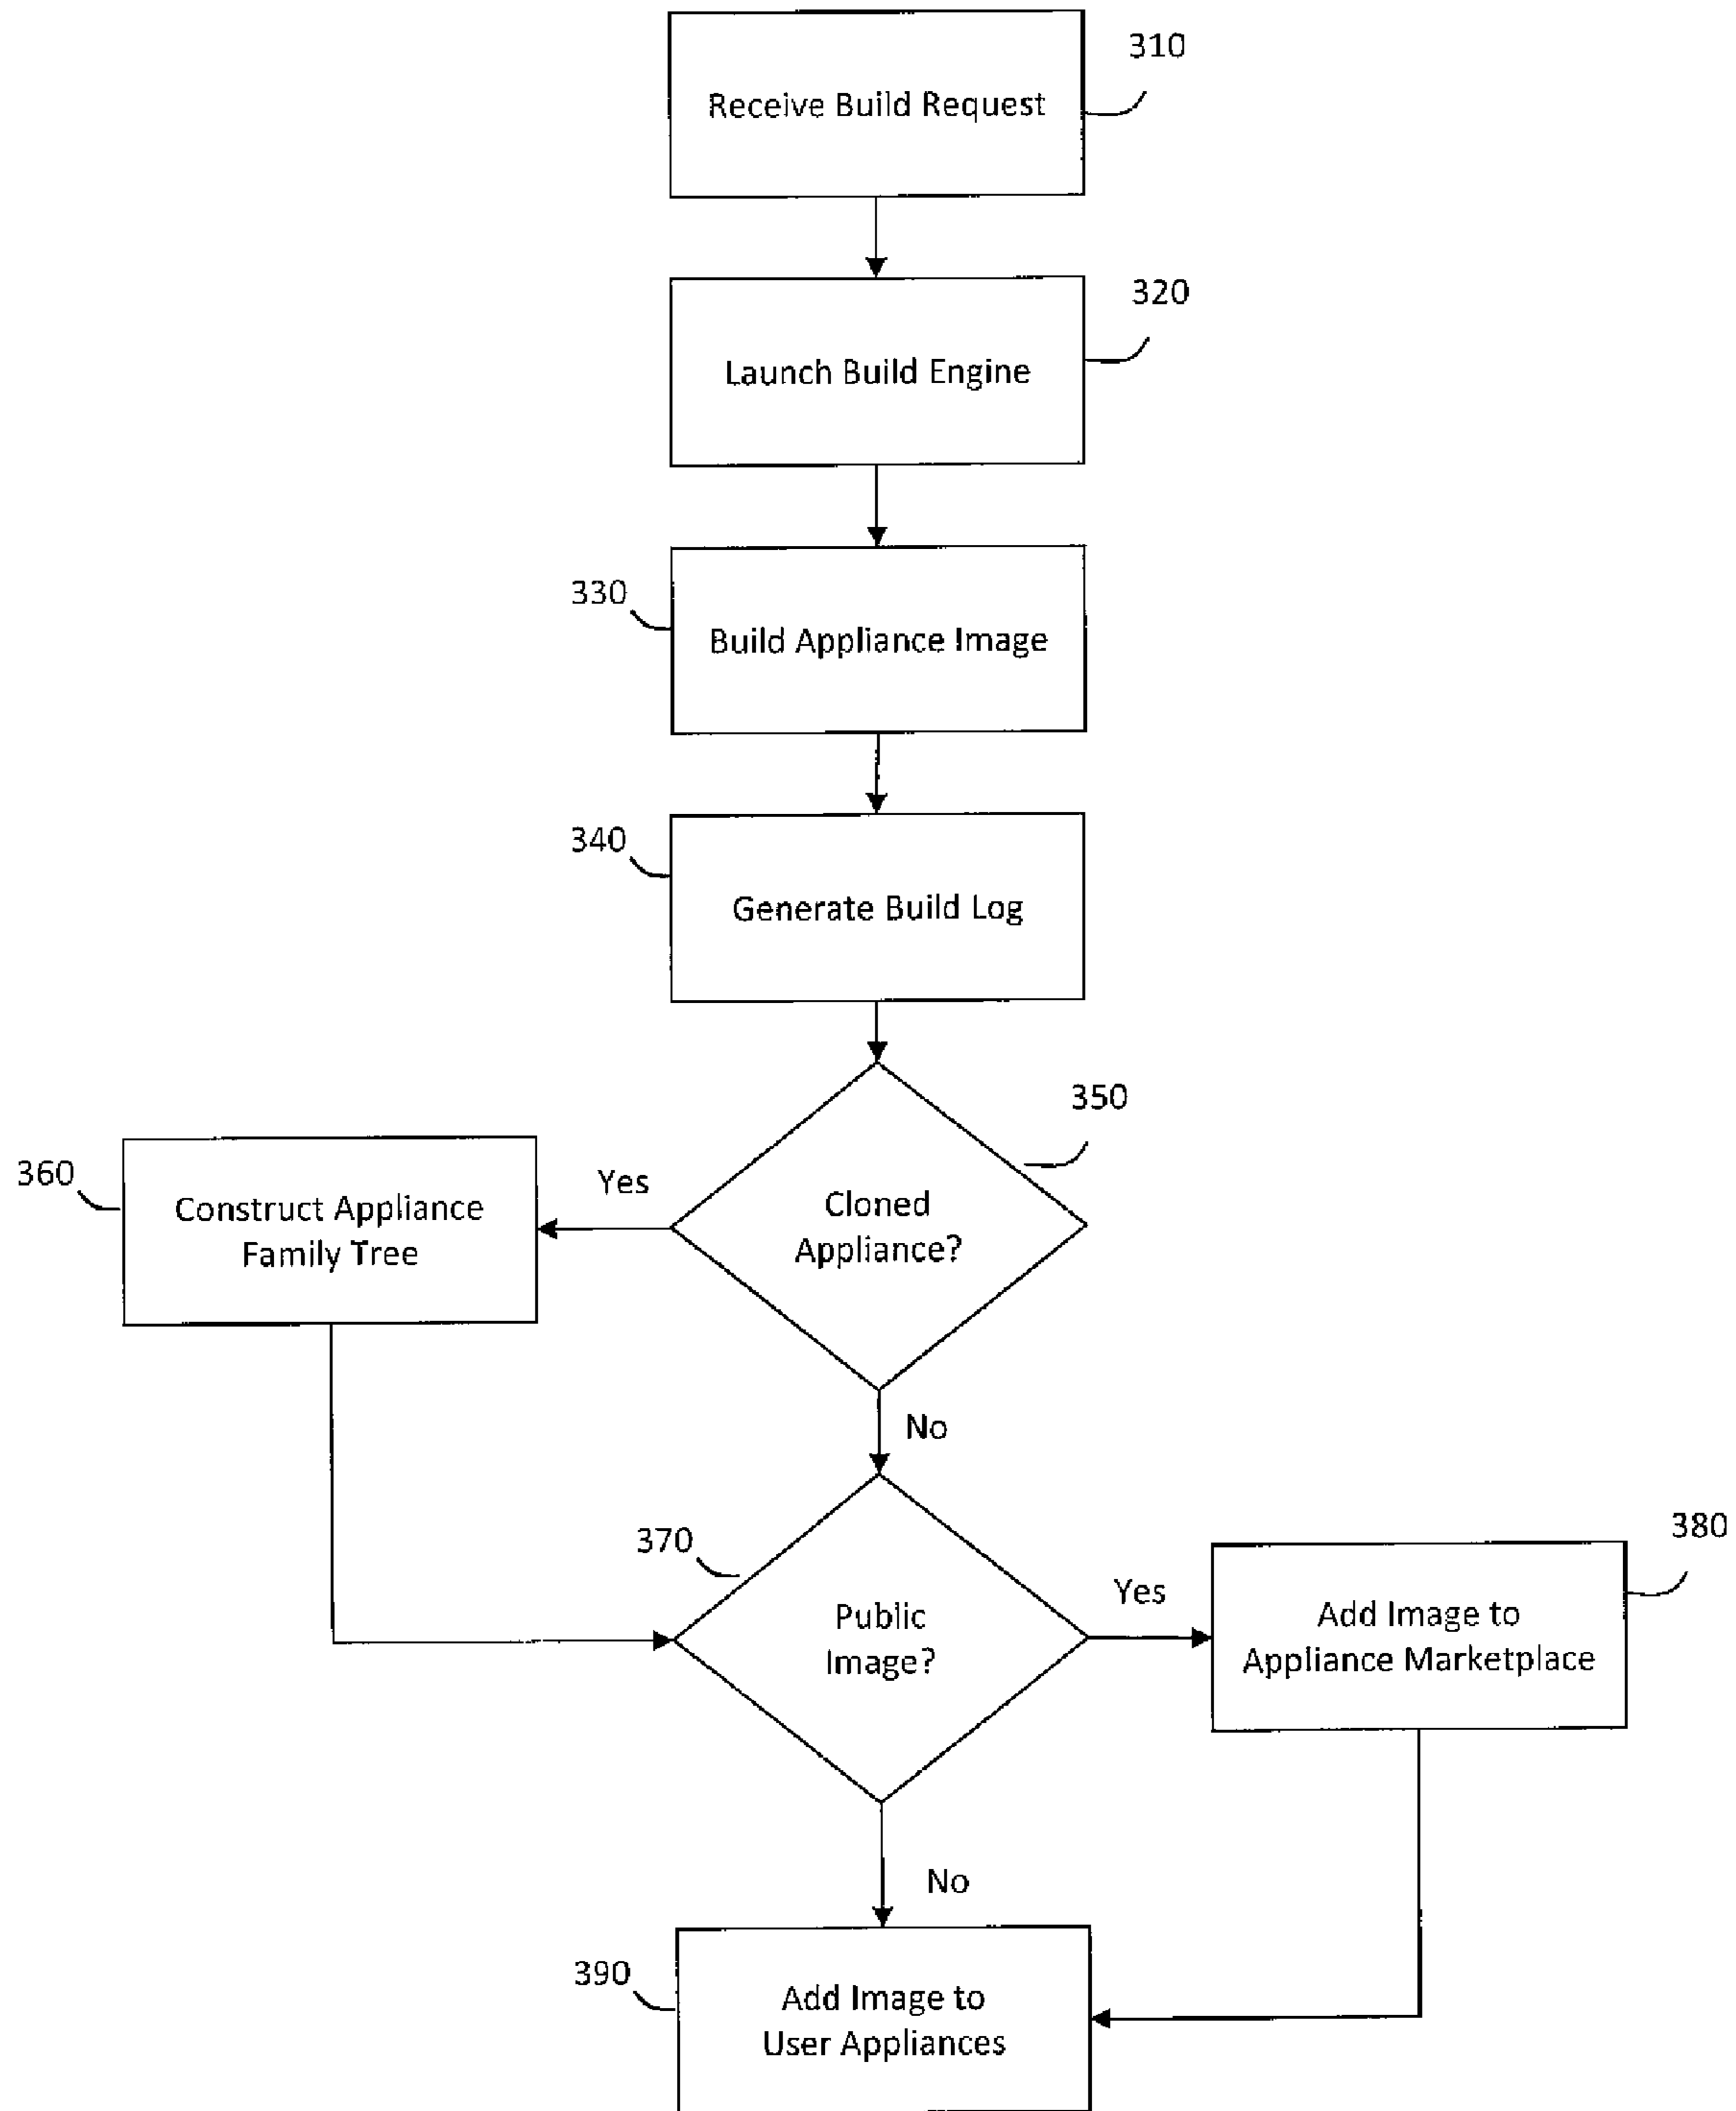 310
Receive Build Request
320
Launch Build Engine
330
Build Appliance Image
340
Generate Build Log
350
360
Yes
Cloned
Appliance?
Construct Appliance
Family Tree
No
370
380
Yes
Public
Image?
Add Image to
Appliance Marketplace
No
390
Add Image to
User Appliances